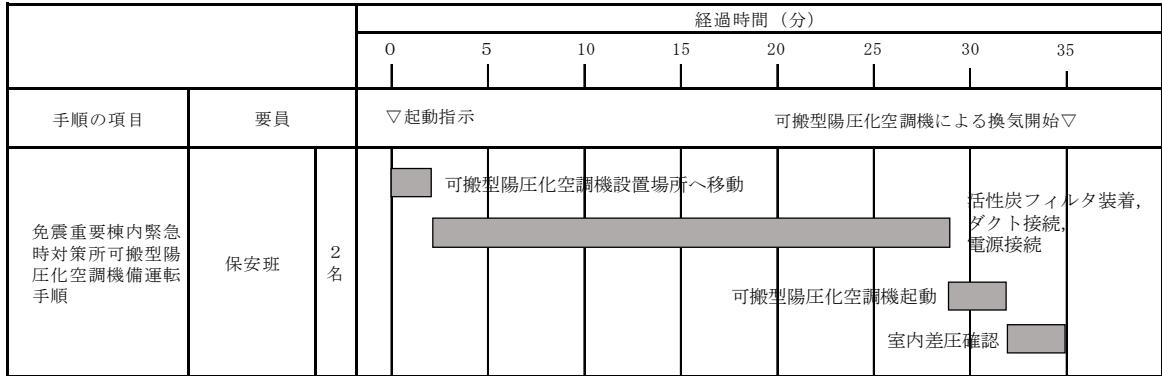 経過時間（分）
0 5 10 15 20 25 30 35
手順の項目 要員 ▽起動指示 可搬型陽圧化空調機による換気開始▽
可搬型陽圧化空調機設置場所へ移動
活性炭フィルタ装着,
ダクト接続,
電源接続
免震重要棟内緊急
時対策所可搬型陽
圧化空調機備運転
手順
保安班
2
名
可搬型陽圧化空調機起動
室内差圧確認